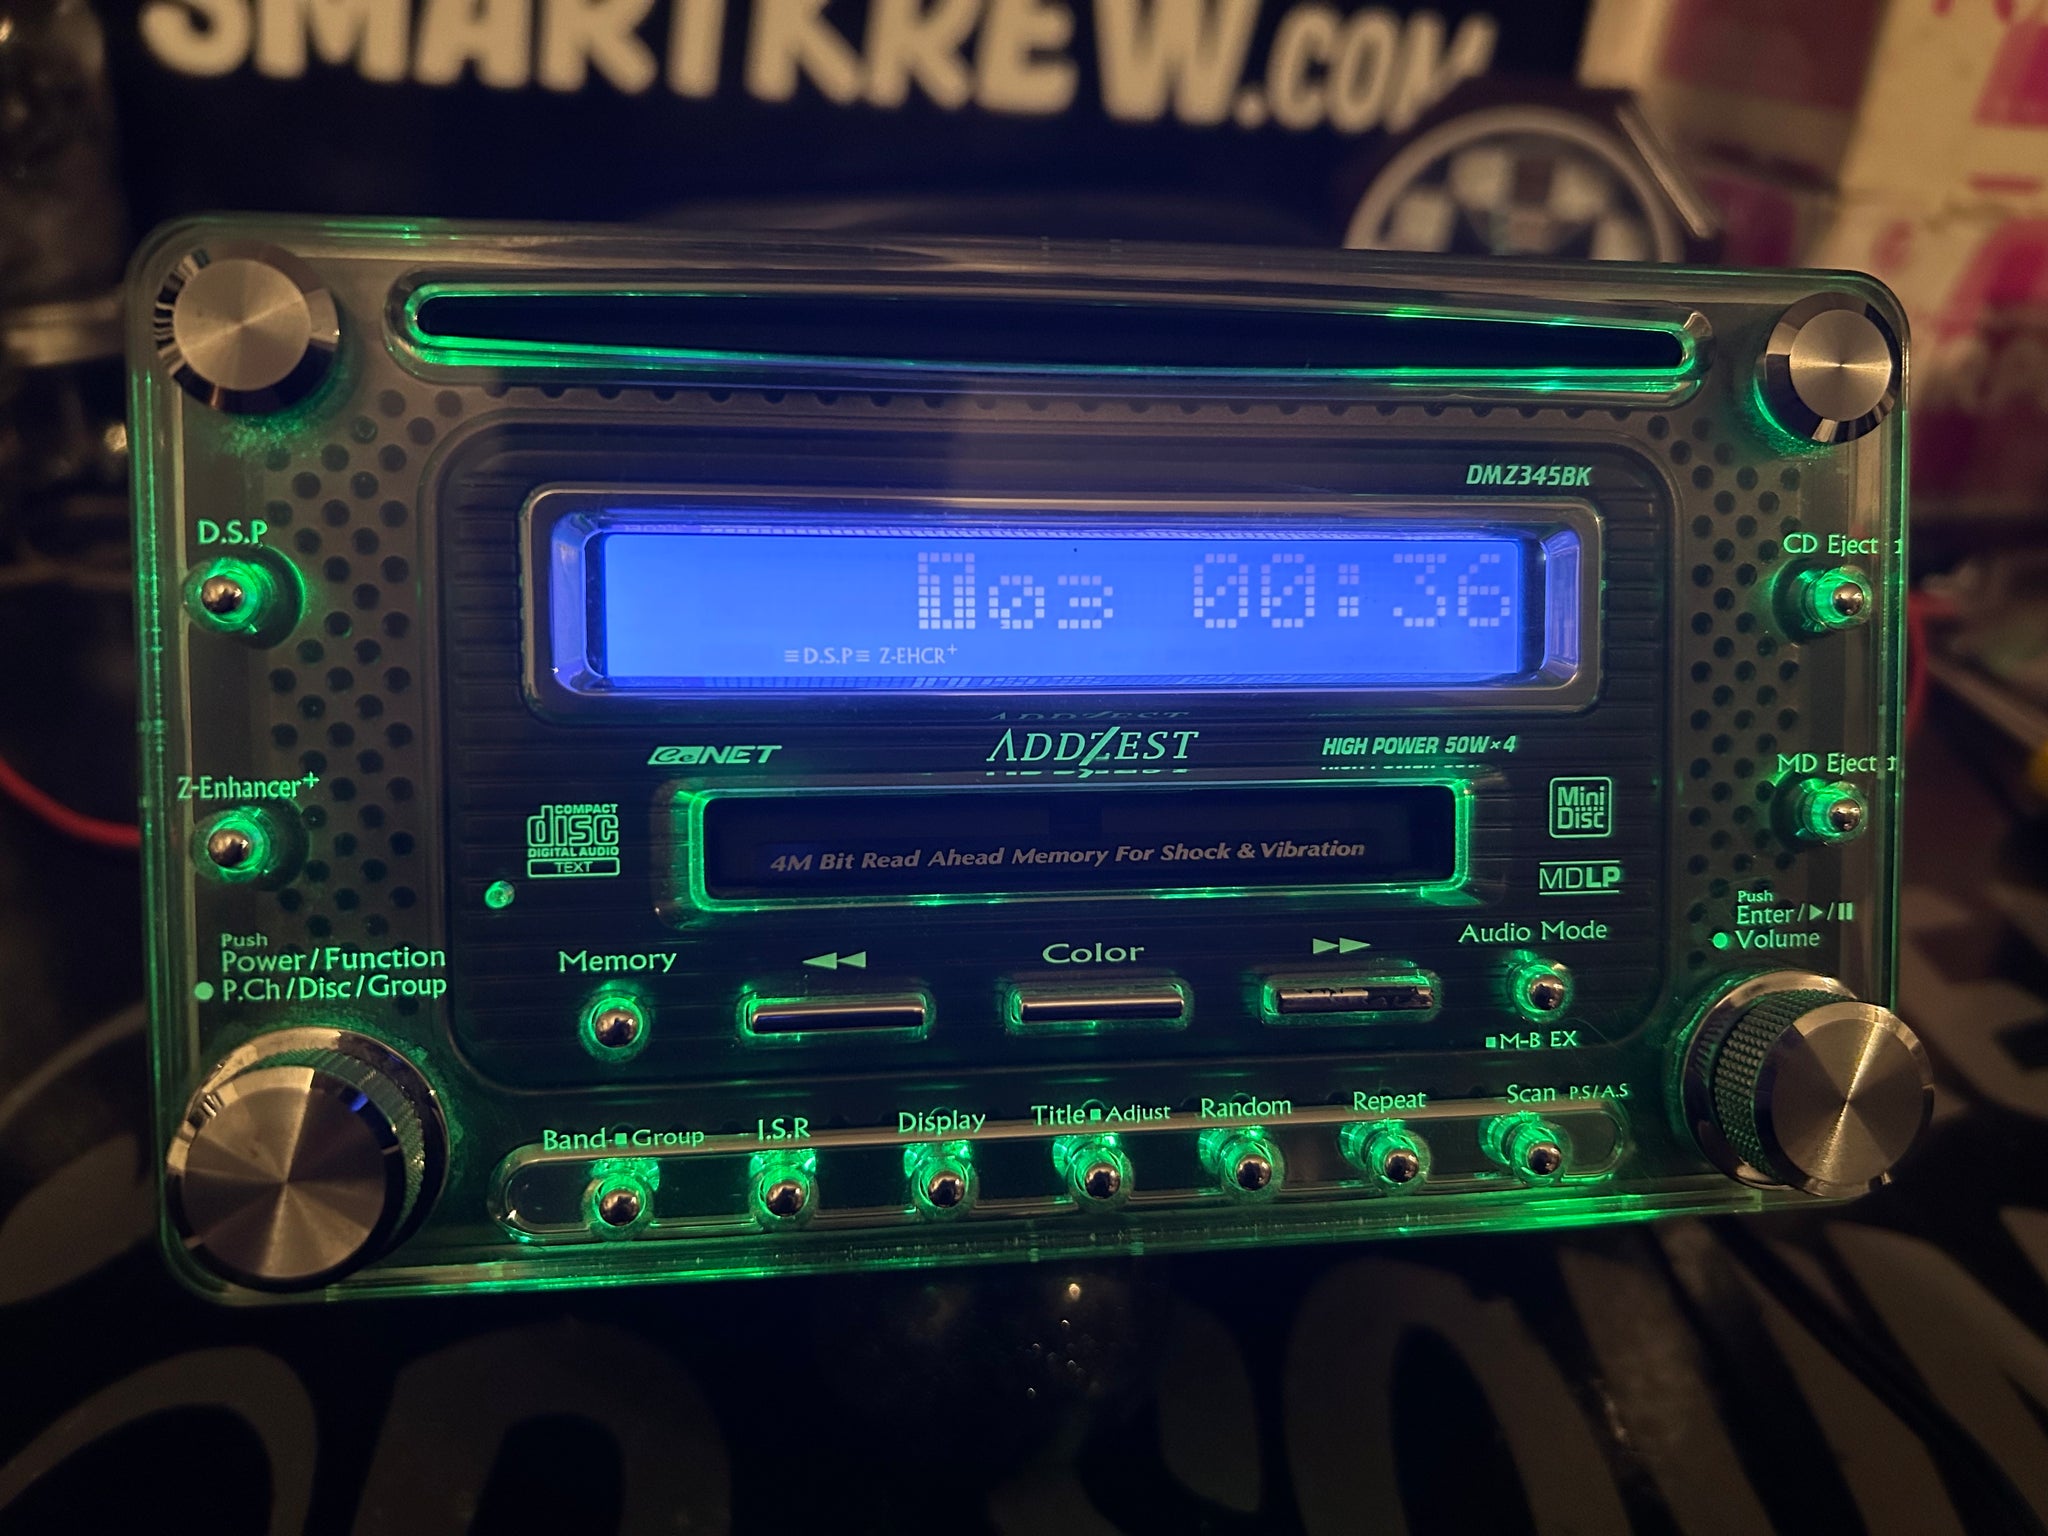 SMARTKREW.COM
DMZ345BK
D.S.P
CD Eject
03 00:36
D.S.P Z-EHCR+
CeNET
ADDZEST
HIGH POWER 50W×4
Z-Enhancer+
MD Eject
COMPACT
disc
DIGITAL AUDIO
TEXT
4M Bit Read Ahead Memory For Shock & Vibration
Mini
Disc
MDLP
Push
Power/Function
P.Ch/Disc/Group
Memory
Color
Audio Mode
M-B EX
Push
Enter/▶/❚❚
Volume
Band Group
I.S.R
Display
Title Adjust
Random
Repeat
Scan P.S/A.S